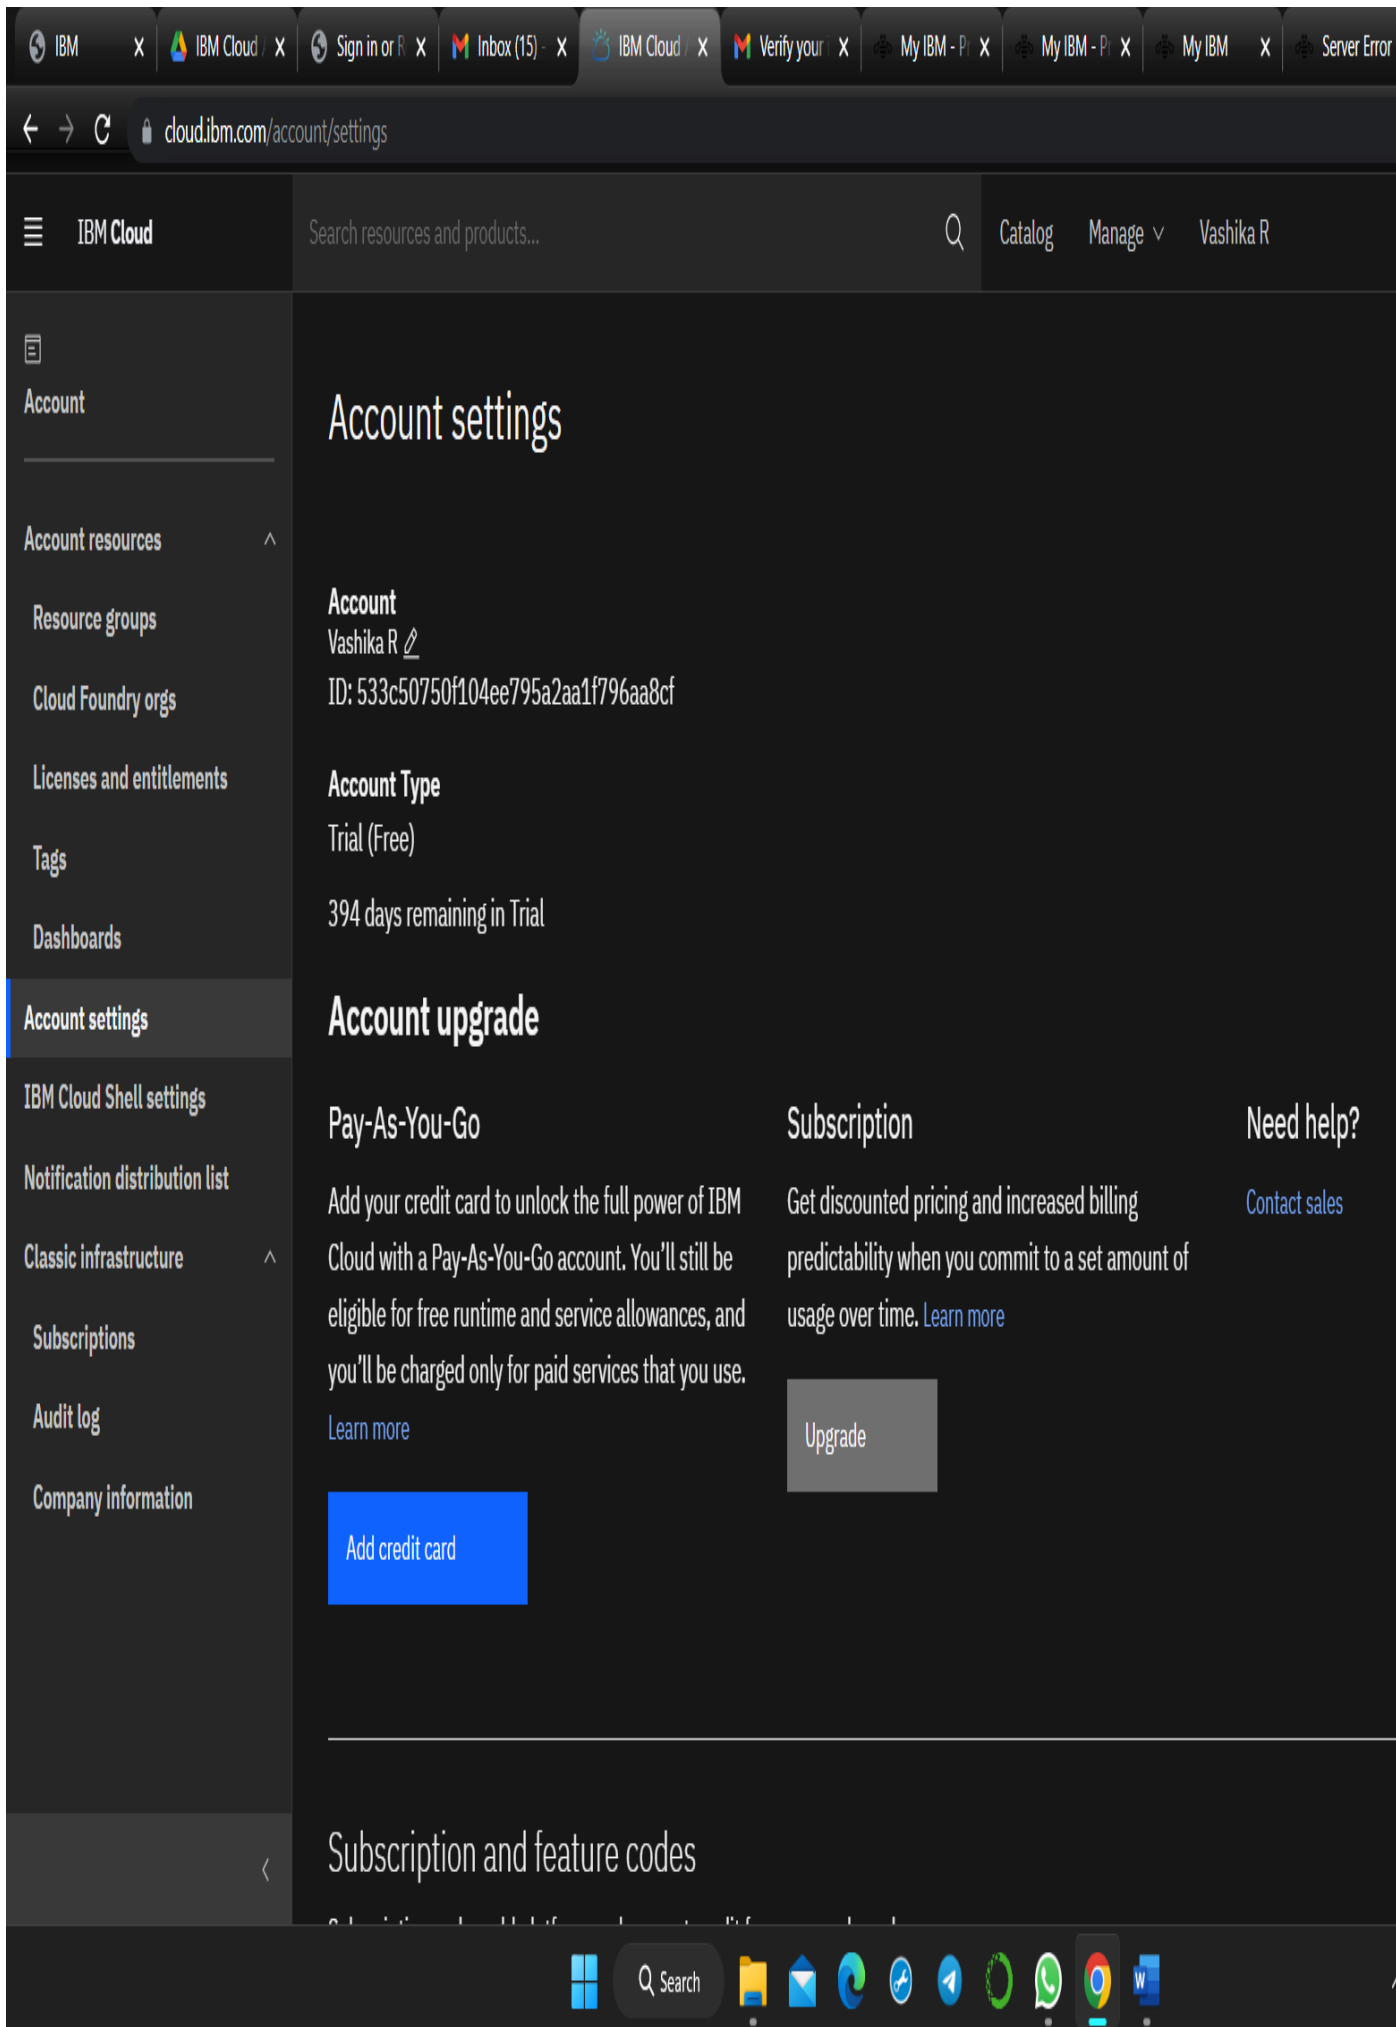 IBM
IBM Cloud /
Sign in or R
Inbox (15) -
IBM Cloud /
Verify your
My IBM - Pr
My IBM - Pr
My IBM
Server Error
cloud.ibm.com/account/settings
IBM Cloud
Search resources and products...
Catalog
Manage
Vashika R
Account
Account resources
Resource groups
Cloud Foundry orgs
Licenses and entitlements
Tags
Dashboards
Account settings
IBM Cloud Shell settings
Notification distribution list
Classic infrastructure
Subscriptions
Audit log
Company information
Account settings
Account
Vashika R
ID: 533c50750f104ee795a2aa1f796aa8cf
Account Type
Trial (Free)
394 days remaining in Trial
Account upgrade
Pay-As-You-Go
Add your credit card to unlock the full power of IBM
Cloud with a Pay-As-You-Go account. You'll still be
eligible for free runtime and service allowances, and
you'll be charged only for paid services that you use.
Learn more
Add credit card
Subscription
Get discounted pricing and increased billing
predictability when you commit to a set amount of
usage over time. Learn more
Upgrade
Need help?
Contact sales
Subscription and feature codes
Search